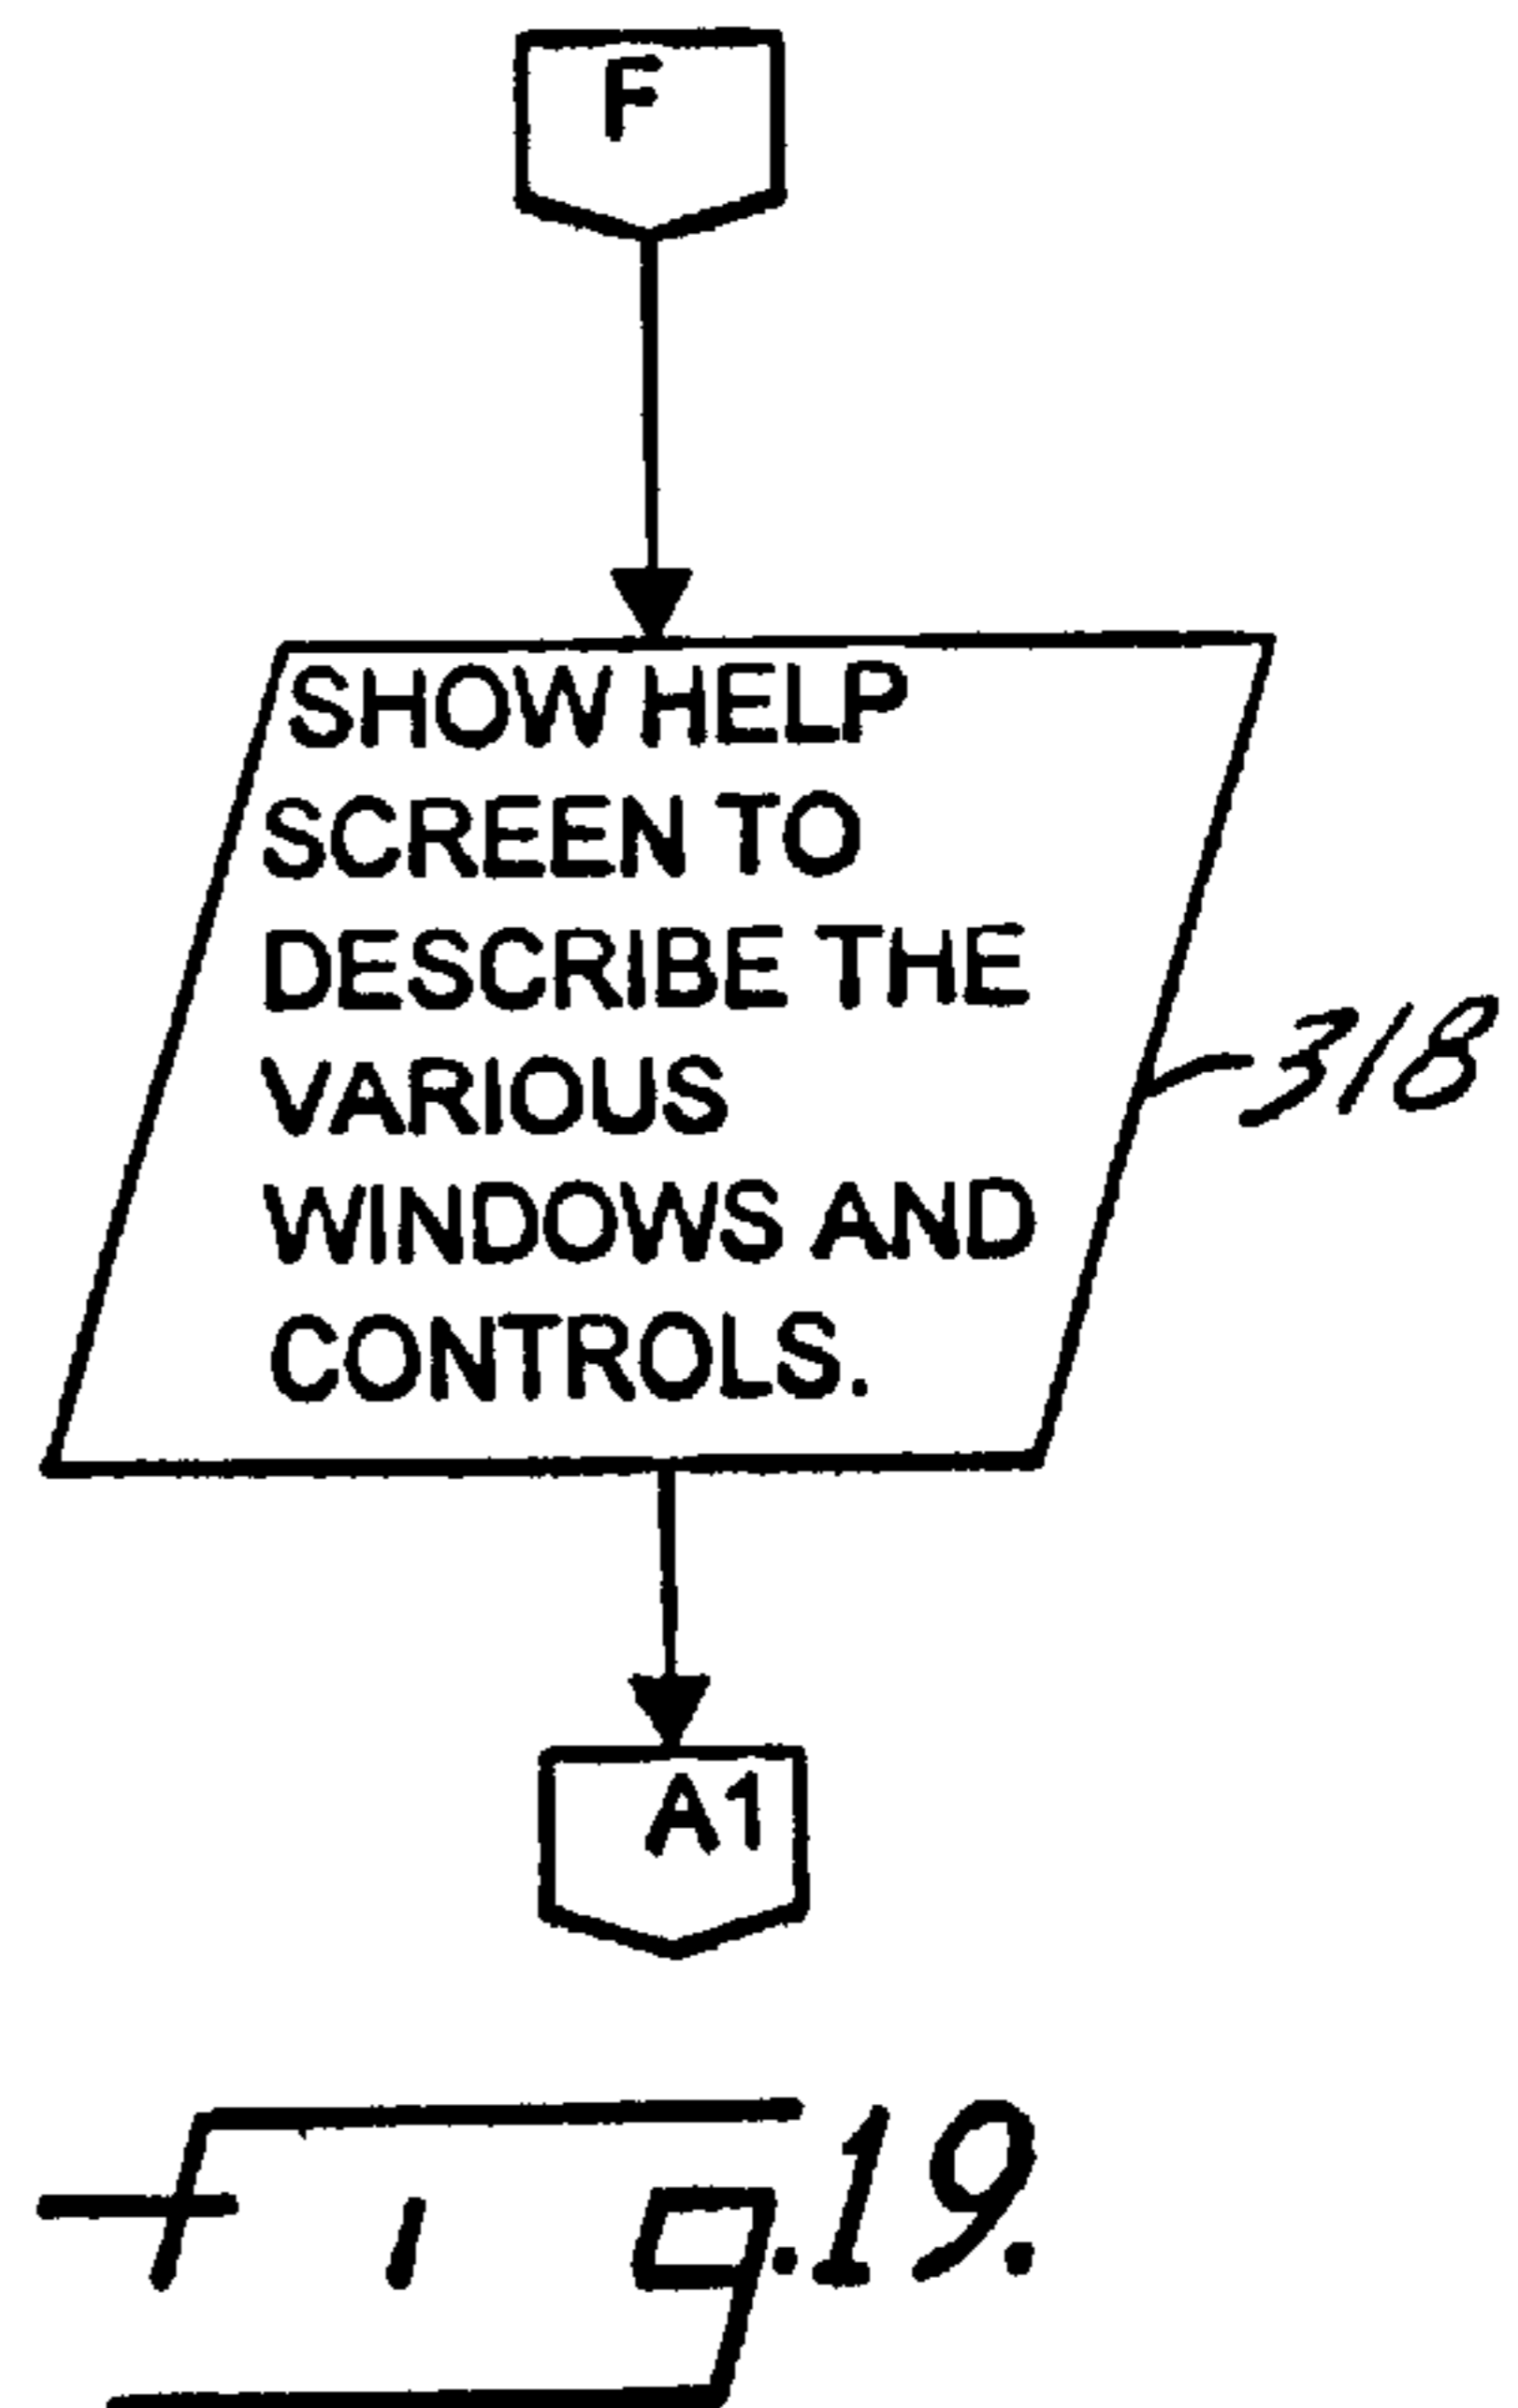 F
SHOW HELP
SCREEN TO
DESCRIBE THE
VARIOUS
WINDOWS AND
CONTROLS.
318
A1
Fig.19.